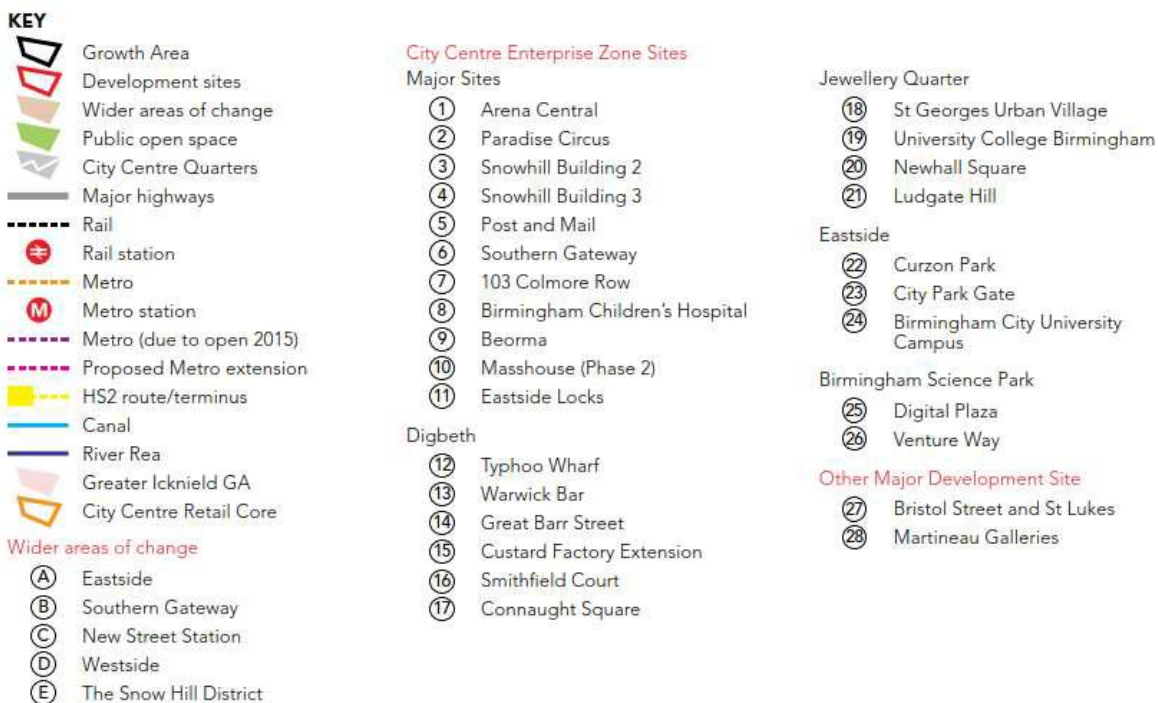 KEY
Growth Area
Development sites
Wider areas of change
Public open space
City Centre Quarters
Major highways
Rail
Rail station
Metro
M Metro station
Metro (due to open 2015)
Proposed Metro extension
HS2 route/terminus
Canal
River Rea
Greater Icknield GA
City Centre Retail Core
Wider areas of change
A Eastside
B Southern Gateway
C New Street Station
D Westside
E The Snow Hill District
City Centre Enterprise Zone Sites
Major Sites
1 Arena Central
2 Paradise Circus
3 Snowhill Building 2
4 Snowhill Building 3
5 Post and Mail
6 Southern Gateway
7 103 Colmore Row
8 Birmingham Children's Hospital
9 Beorma
10 Masshouse (Phase 2)
11 Eastside Locks
Digbeth
12 Typhoo Wharf
13 Warwick Bar
14 Great Barr Street
15 Custard Factory Extension
16 Smithfield Court
17 Connaught Square
Jewellery Quarter
18 St Georges Urban Village
19 University College Birmingham
20 Newhall Square
21 Ludgate Hill
Eastside
22 Curzon Park
23 City Park Gate
24 Birmingham City University
Campus
Birmingham Science Park
25 Digital Plaza
26 Venture Way
Other Major Development Site
27 Bristol Street and St Lukes
28 Martineau Galleries